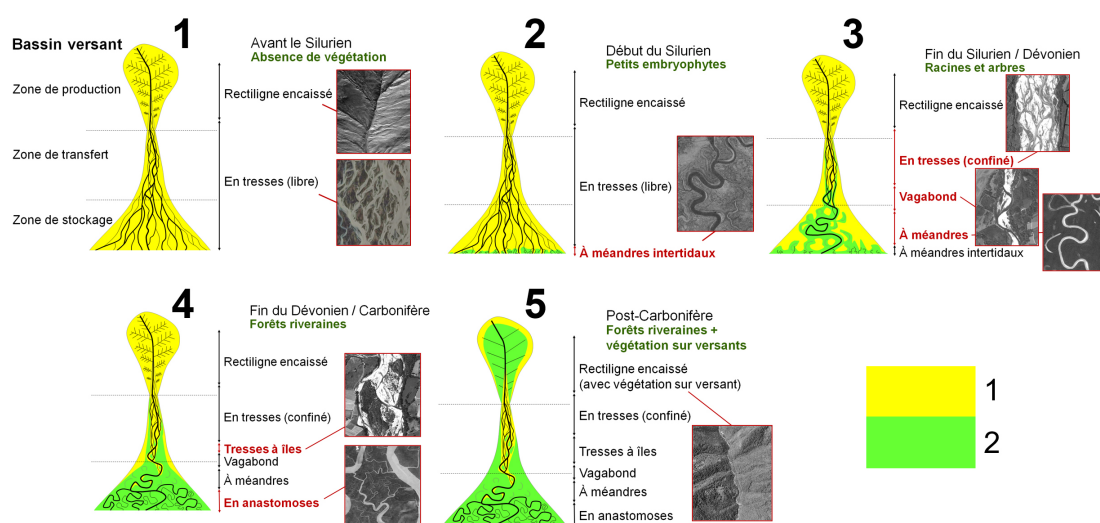 1
Bassin versant
Avant le Silurien
Absence de végétation
Zone de production
Rectiligne encaissé
Zone de transfert
En tresses (libre)
Zone de stockage
2
Début du Silurien
Petits embryophytes
Rectiligne encaissé
En tresses (libre)
À méandres intertidaux
3
Fin du Silurien / Dévonien
Racines et arbres
Rectiligne encaissé
En tresses (confiné)
Vagabond
À méandres
À méandres intertidaux
4
Fin du Dévonien / Carbonifère
Forêts riveraines
Rectiligne encaissé
En tresses (confiné)
Tresses à îles
Vagabond
À méandres
En anastomoses
5
Post-Carbonifère
Forêts riveraines +
végétation sur versants
Rectiligne encaissé
(avec végétation sur versant)
En tresses (confiné)
Tresses à îles
Vagabond
À méandres
En anastomoses
1
2